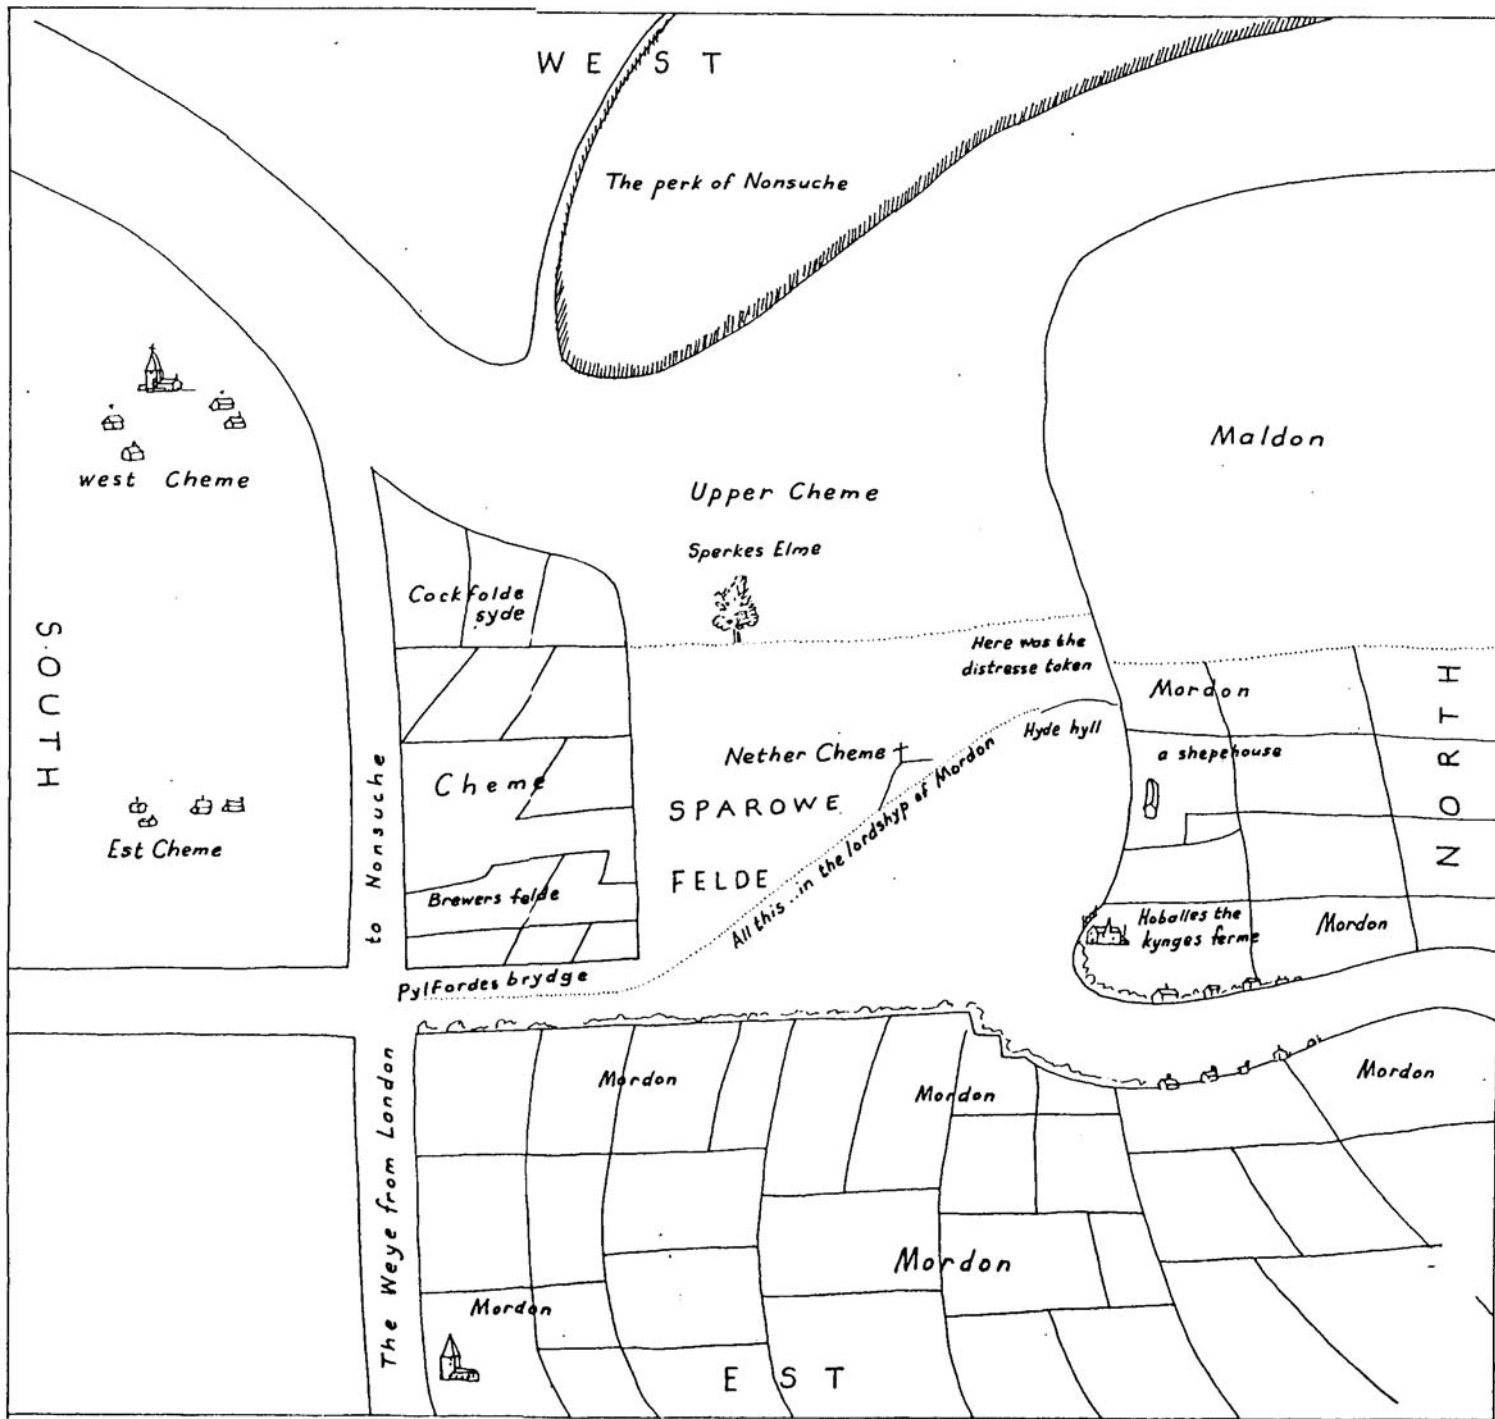 WEST
The perk of Nonsuche
Maldon
west Cheme
Upper Cheme
Sperkes Elme
Cockfolde
syde
SOUTH
Here was the
distresse taken
Mordon
NORTH
Hyde hyll
Nether Cheme
a shepehouse
Cheme
SPAROWE
FELDE
All this .. in the lordshyp of Mordon
Est Cheme
to Nonsuche
Brewers felde
Hoballes the
kynges ferme
Mordon
Pylfordes brydge
The Weye from London
Mordon
Mordon
Mordon
Mordon
Mordon
EST